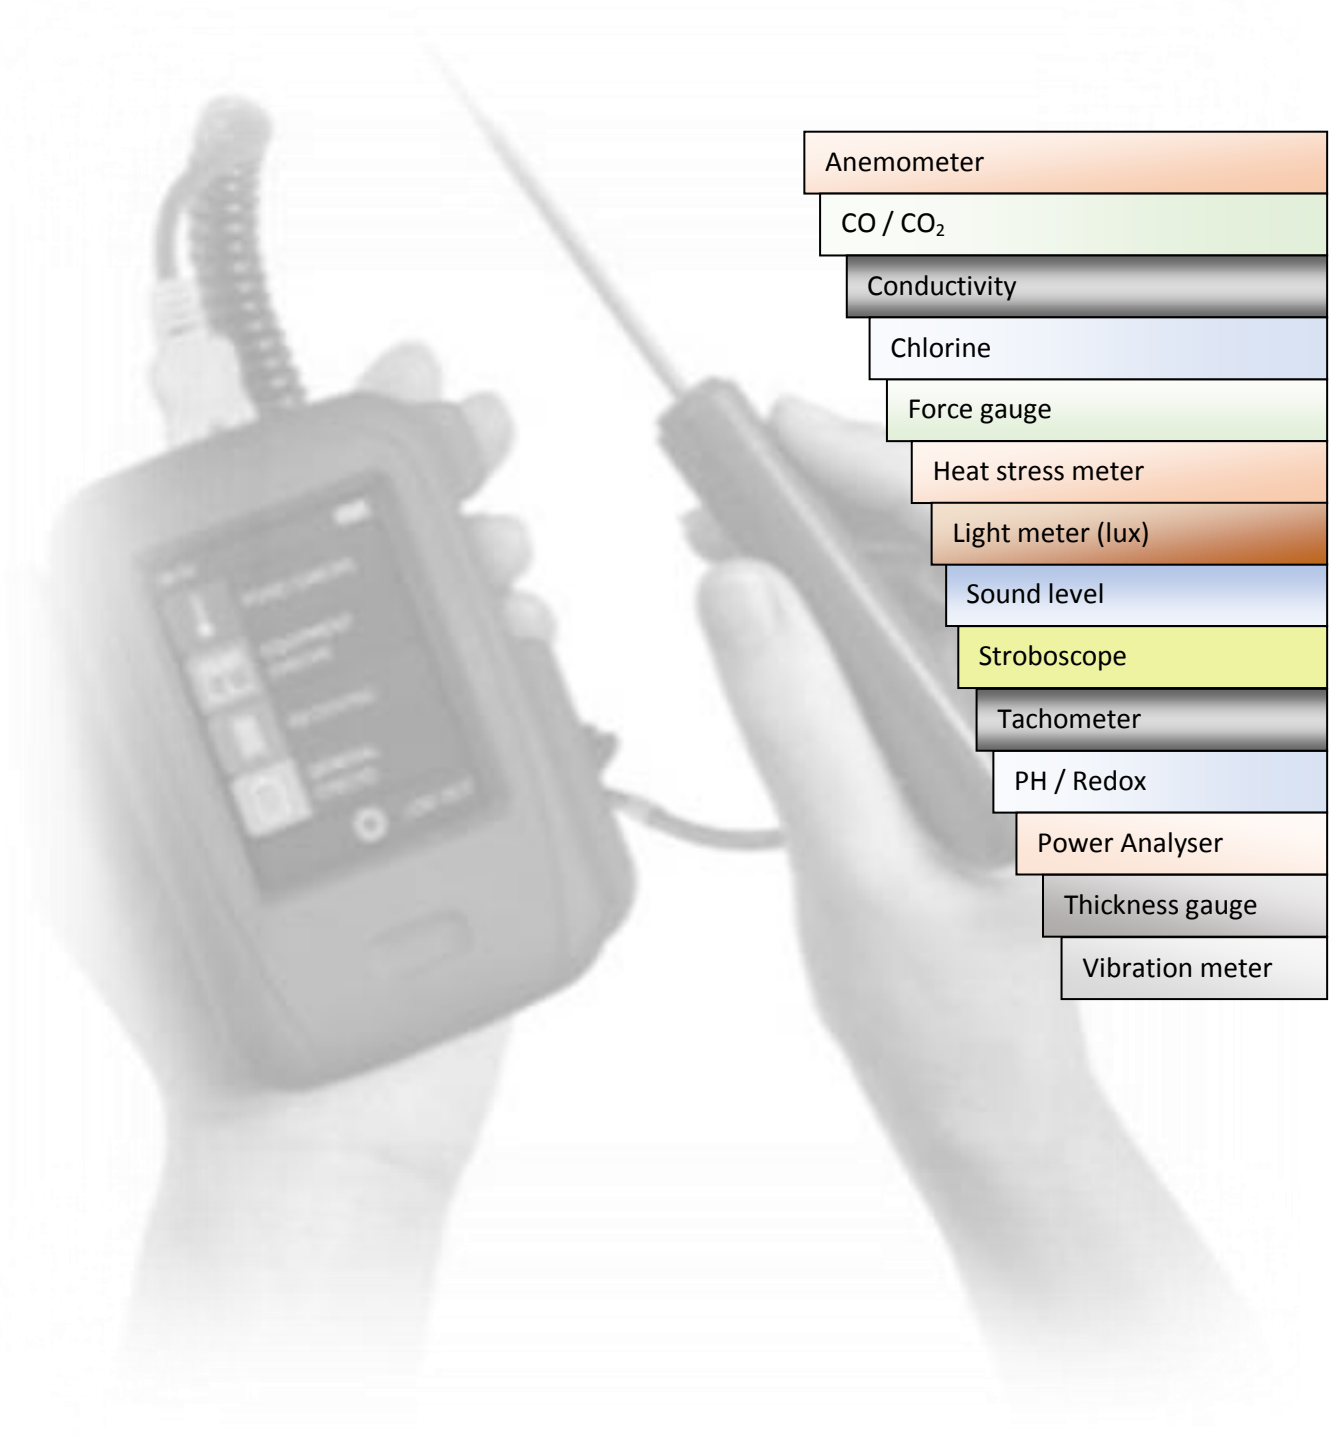 Anemometer
CO / CO₂
Conductivity
Chlorine
Force gauge
Heat stress meter
Light meter (lux)
Sound level
Stroboscope
Tachometer
PH / Redox
Power Analyser
Thickness gauge
Vibration meter